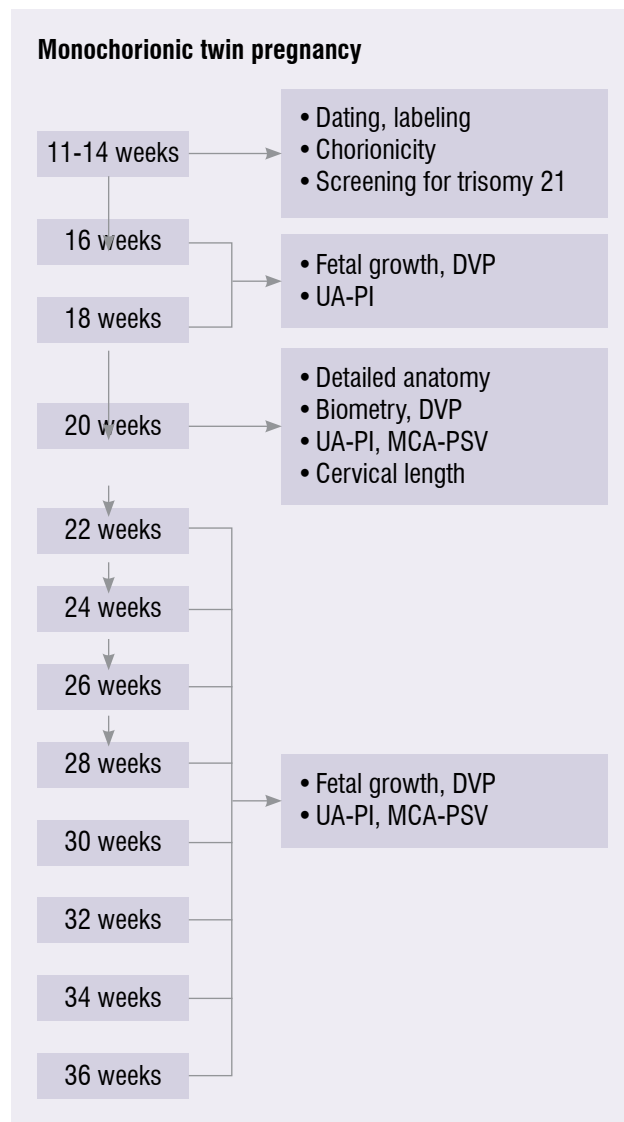 Monochorionic twin pregnancy
11-14 weeks
• Dating, labeling
• Chorionicity
• Screening for trisomy 21
16 weeks
18 weeks
• Fetal growth, DVP
• UA-PI
20 weeks
• Detailed anatomy
• Biometry, DVP
• UA-PI, MCA-PSV
• Cervical length
22 weeks
24 weeks
26 weeks
28 weeks
30 weeks
32 weeks
34 weeks
36 weeks
• Fetal growth, DVP
• UA-PI, MCA-PSV